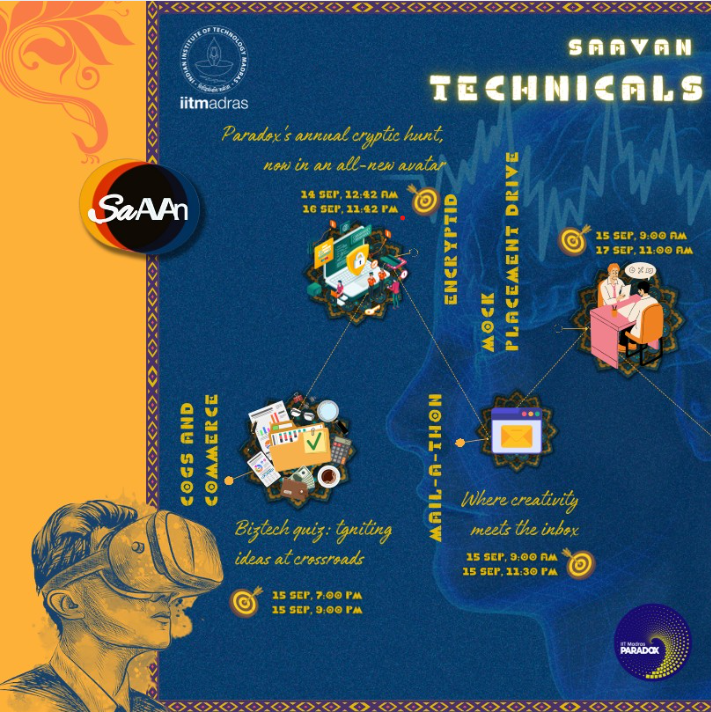 SAAVAN
TECHNICALS
INDIAN INSTITUTE OF TECHNOLOGY MADRAS
iitmadras
Paradox's annual cryptic hunt,
now in an all-new avatar
14 SEP, 12:42 AM
16 SEP, 11:42 PM
ENCRYPTID
SaAVAn
MOCK
PLACEMENT DRIVE
15 SEP, 9:00 AM
17 SEP, 11:00 AM
COGS AND
COMMERCE
Biztech quiz: tgniting
ideas at crossroads
15 SEP, 7:00 PM
15 SEP, 9:00 PM
MAIL-A-THON
Where creativity
meets the inbox
15 SEP, 9:00 AM
15 SEP, 11:30 PM
IIT Madras
PARADOX